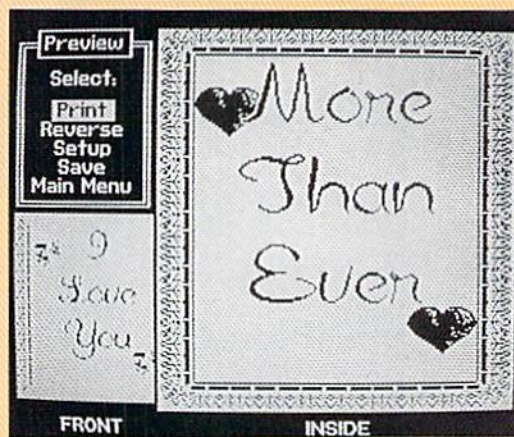 Preview
Select:
Print
Reverse
Setup
Save
Main Menu
I
Love
You
FRONT
More
Than
Ever
INSIDE